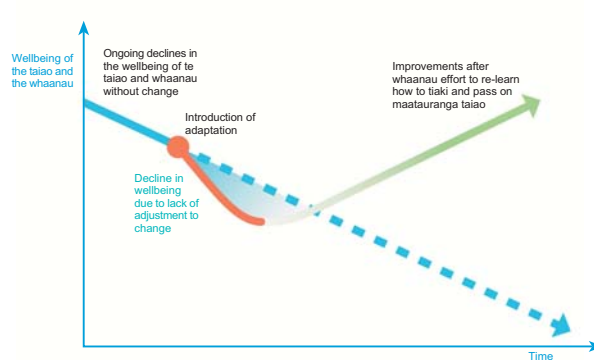 Wellbeing of
the taiao and
the whaanau
Ongoing declines in
the wellbeing of te
taiao and whaanau
without change
Introduction of
adaptation
Decline in
wellbeing
due to lack of
adjustment to
change
Improvements after
whaanau effort to re-learn
how to tiaki and pass on
maatauranga taiao
Time